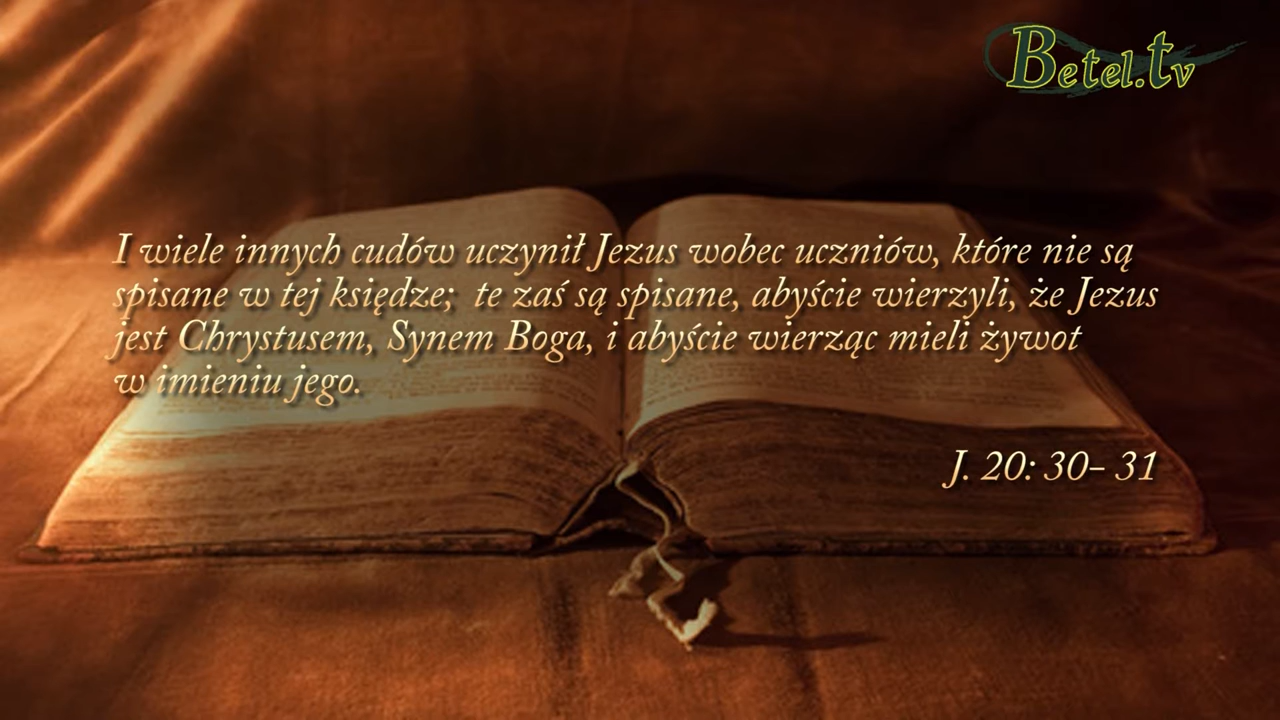 Betel.tv
I wiele innych cudów uczynił Jezus wobec uczniów, które nie są
spisane w tej księdze;  te zaś są spisane, abyście wierzyli, że Jezus
jest Chrystusem, Synem Boga, i abyście wierząc mieli żywot
w imieniu jego.
J. 20: 30– 31